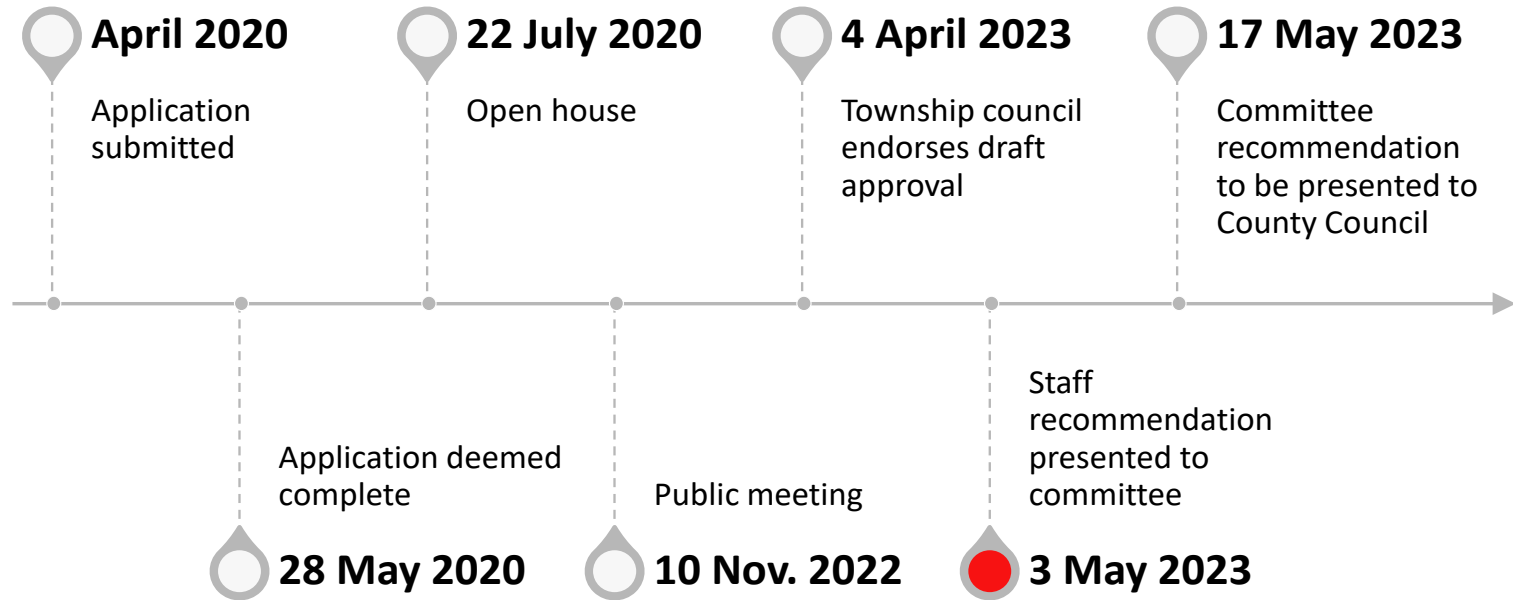 April 2020
Application
submitted
22 July 2020
Open house
4 April 2023
Township council
endorses draft
approval
17 May 2023
Committee
recommendation
to be presented to
County Council
Application deemed
complete
28 May 2020
Public meeting
10 Nov. 2022
Staff
recommendation
presented to
committee
3 May 2023